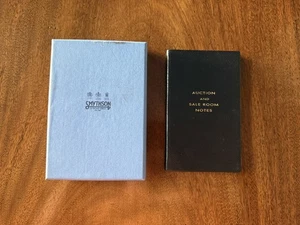 SMYTHSON
AUCTION
AND
SALE ROOM
NOTES